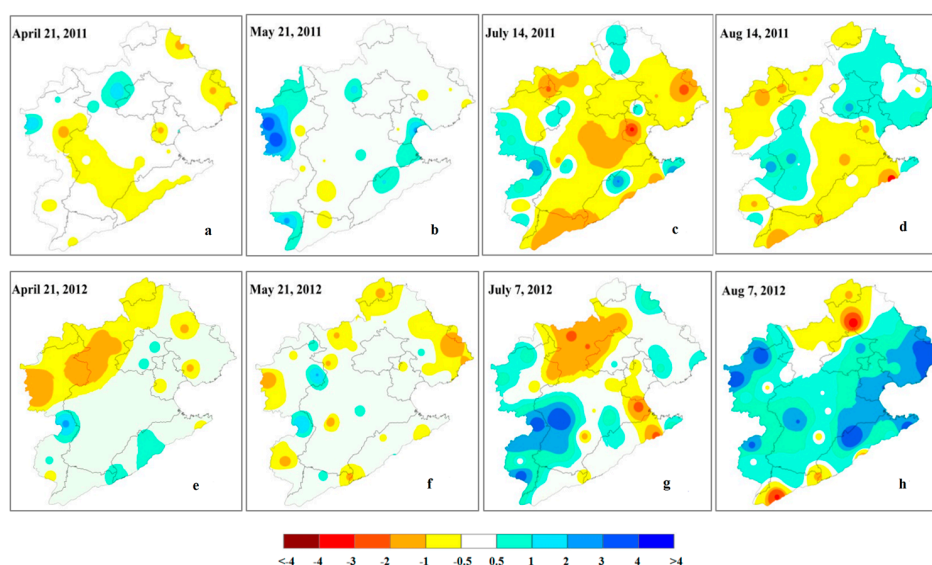 April 21, 2011
May 21, 2011
July 14, 2011
Aug 14, 2011
a
b
c
d
April 21, 2012
May 21, 2012
July 7, 2012
Aug 7, 2012
e
f
g
h
<-4 -4 -3 -2 -1 -0.5 0.5 1 2 3 4 >4